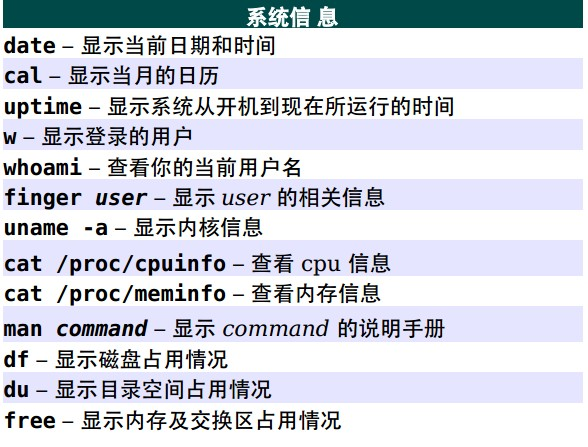 系统信 息
date – 显示当前日期和时间
cal – 显示当月的日历
uptime – 显示系统从开机到现在所运行的时间
w – 显示登录的用户
whoami – 查看你的当前用户名
finger user – 显示 user 的相关信息
uname -a – 显示内核信息
cat /proc/cpuinfo – 查看 cpu 信息
cat /proc/meminfo – 查看内存信息
man command – 显示 command 的说明手册
df – 显示磁盘占用情况
du – 显示目录空间占用情况
free – 显示内存及交换区占用情况